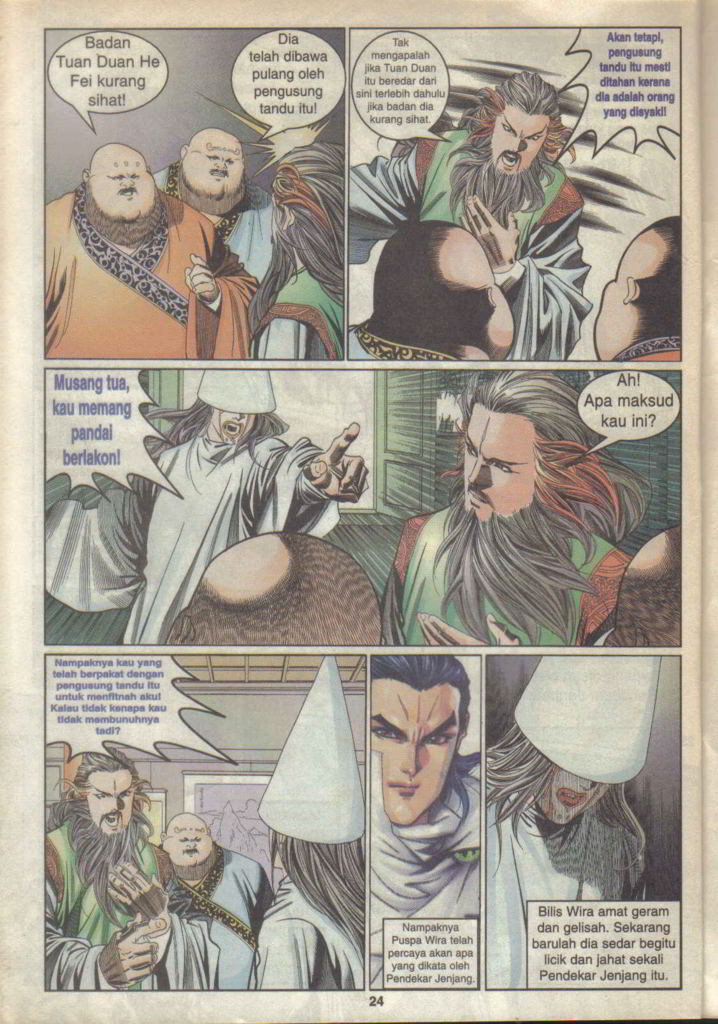 Badan
Tuan Duan He
Fei kurang
sihat!
Dia
telah dibawa
pulang oleh
pengusung
tandu itu!
Tak
mengapalah
jika Tuan Duan
itu beredar dari
sini terlebih dahulu
jika badan dia
kurang sihat.
Akan tetapi,
pengusung
tandu itu mesti
ditahan kerana
dia adalah orang
yang disyaki!
Musang tua,
kau memang
pandai
berlakon!
Ah!
Apa maksud
kau ini?
Nampaknya kau yang
telah berpakat dengan
pengusung tandu itu
untuk menfitnah aku!
Kalau tidak kenapa kau
tidak membunuhnya
tadi?
Nampaknya
Puspa Wira telah
percaya akan apa
yang dikata oleh
Pendekar Jenjang.
Bilis Wira amat geram
dan gelisah. Sekarang
barulah dia sedar begitu
licik dan jahat sekali
Pendekar Jenjang itu.
24